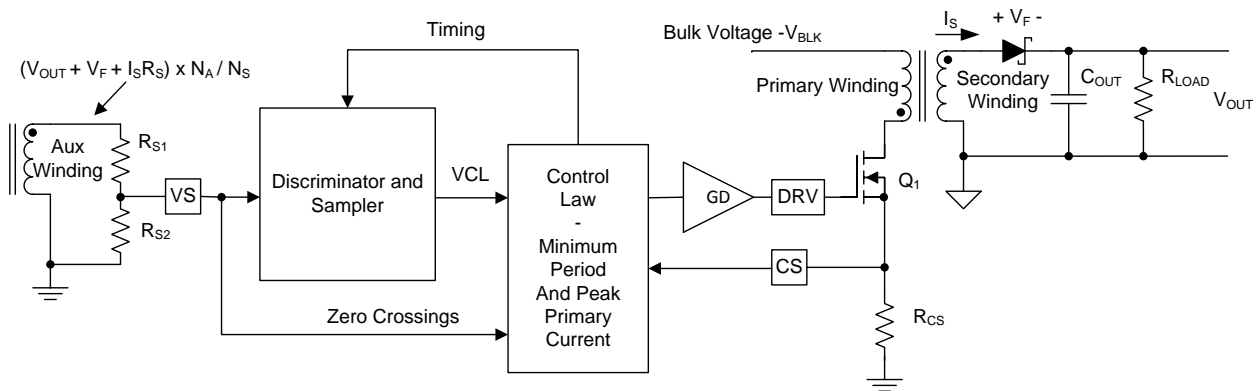 Timing
(VOUT + VF + ISRS) x NA / NS
Aux
Winding
RS1
RS2
VS
Discriminator and
Sampler
VCL
Zero Crossings
Control
Law
-
Minimum
Period
And Peak
Primary
Current
GD
DRV
CS
Bulk Voltage -VBLK
Primary Winding
IS
+ VF -
Secondary
Winding
COUT
RLOAD
VOUT
Q1
RCS